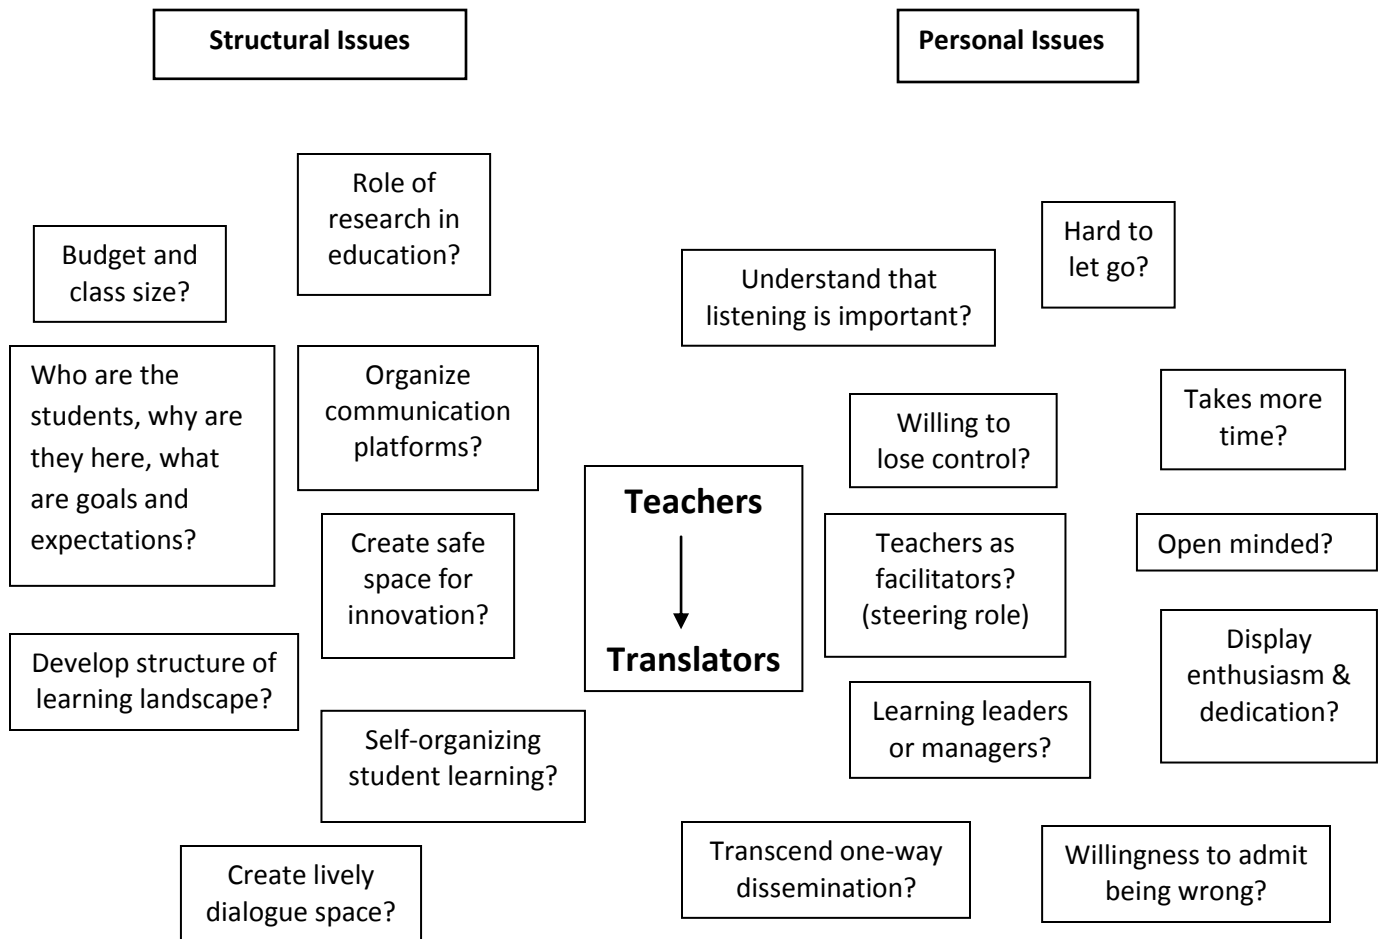 Structural Issues
Personal Issues
Role of
research in
education?
Budget and
class size?
Who are the
students, why are
they here, what
are goals and
expectations?
Organize
communication
platforms?
Create safe
space for
innovation?
Develop structure of
learning landscape?
Self-organizing
student learning?
Create lively
dialogue space?
Teachers
Translators
Understand that
listening is important?
Hard to
let go?
Willing to
lose control?
Takes more
time?
Teachers as
facilitators?
(steering role)
Open minded?
Display
enthusiasm &
dedication?
Learning leaders
or managers?
Transcend one-way
dissemination?
Willingness to admit
being wrong?